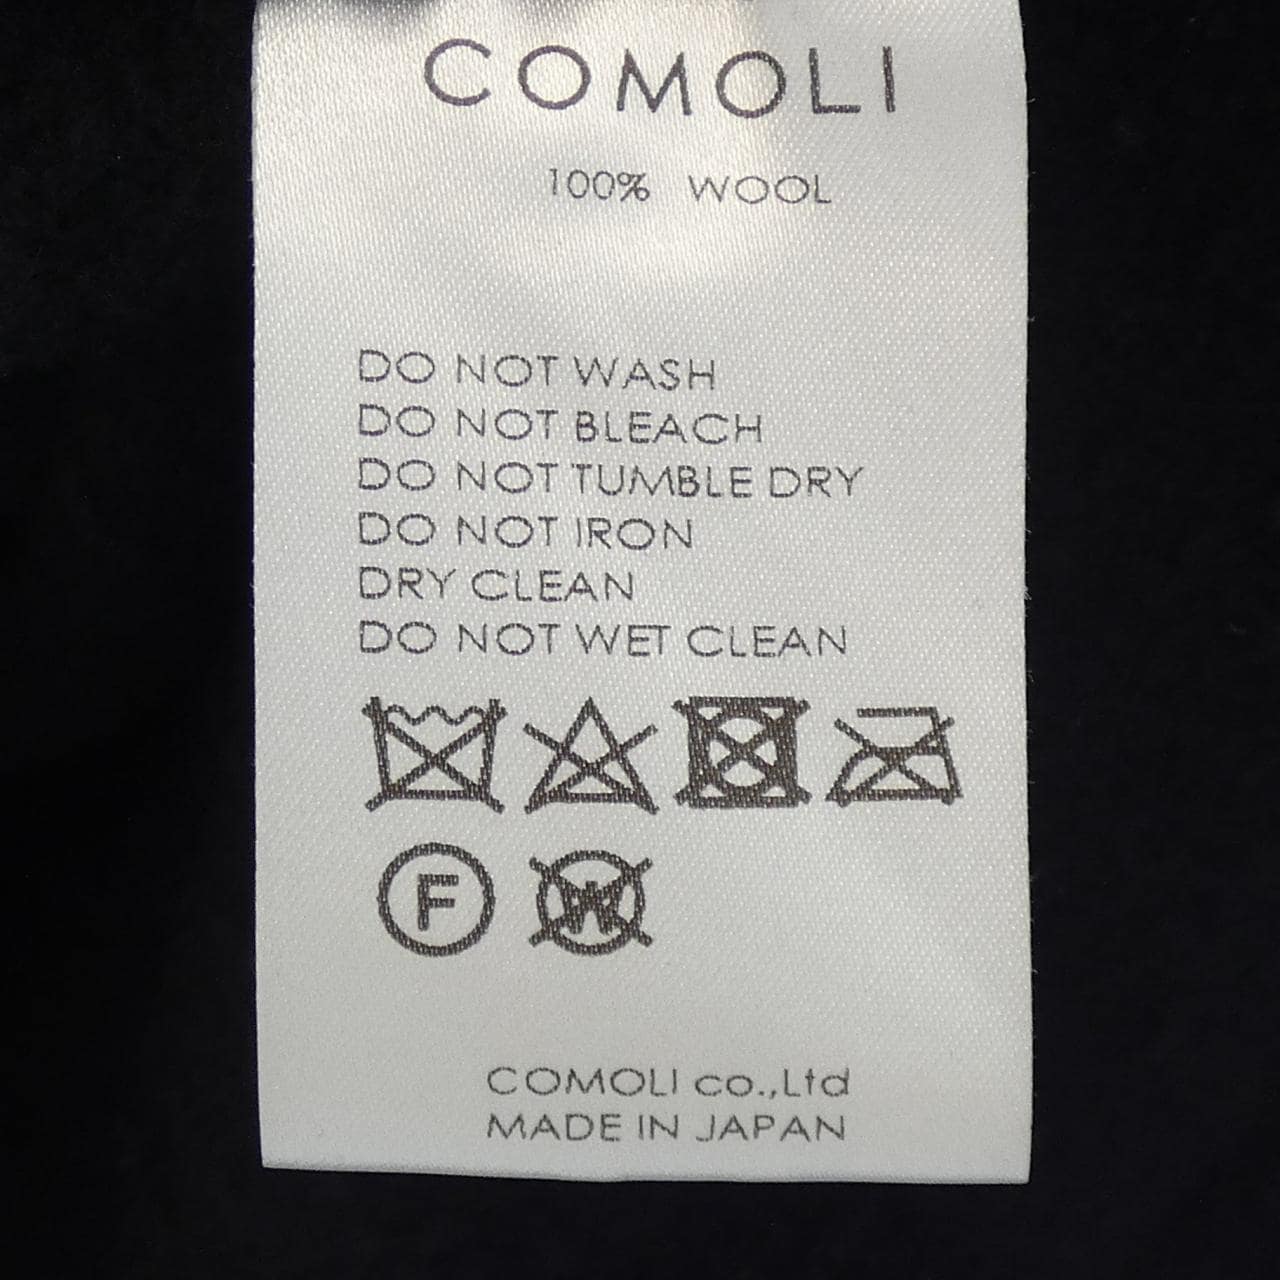 COMOLI
100% WOOL
DO NOT WASH
DO NOT BLEACH
DO NOT TUMBLE DRY
DO NOT IRON
DRY CLEAN
DO NOT WET CLEAN
F W
COMOLI co.,Ltd
MADE IN JAPAN